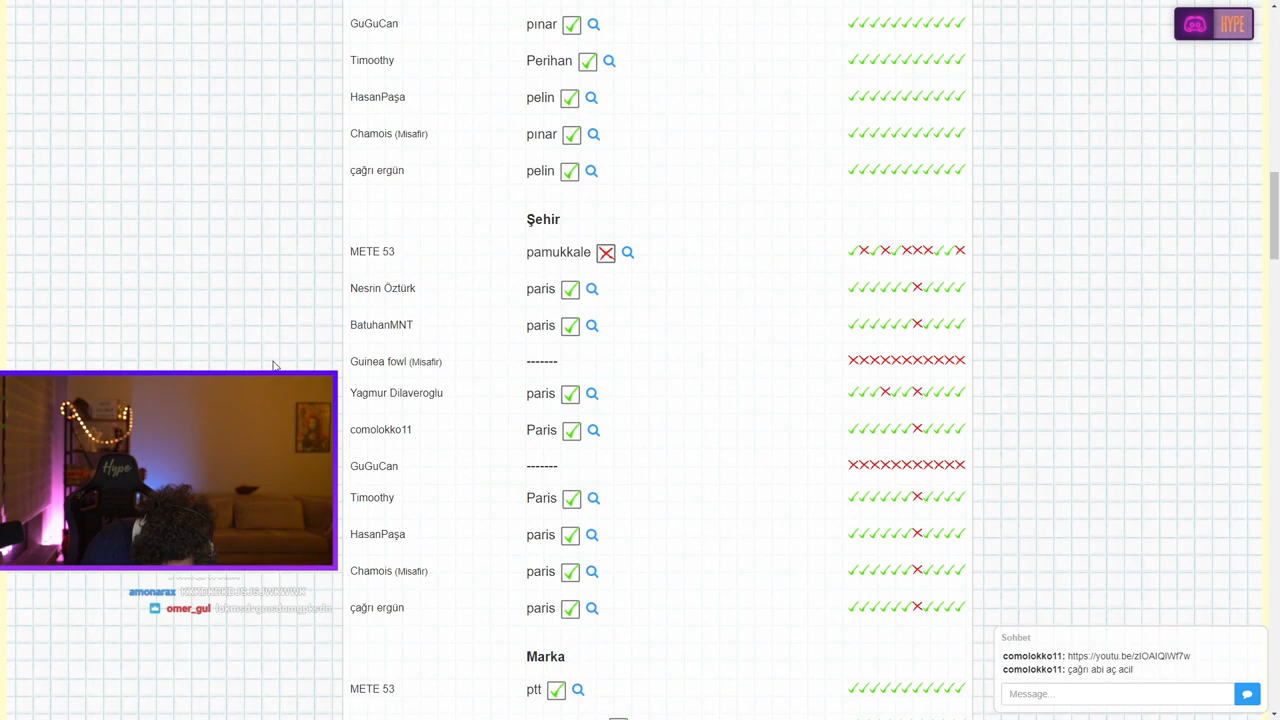 GuGuCan pınar
HYPE
Timoothy Perihan
HasanPaşa pelin
Chamois (Misafir) pınar
çağrı ergün pelin
Şehir
METE 53 pamukkale
Nesrin Öztürk paris
BatuhanMNT paris
Guinea fowl (Misafir) -------
Yagmur Dilaveroglu paris
comolokko11 Paris
GuGuCan -------
Timoothy Paris
HasanPaşa paris
Chamois (Misafir) paris
çağrı ergün paris
Marka
METE 53 ptt
Hype
amonarax
omer_gul
Sohbet
comolokko11: https://youtu.be/zIOAIQIWf7w
comolokko11: çağrı abi aç acil
Message...